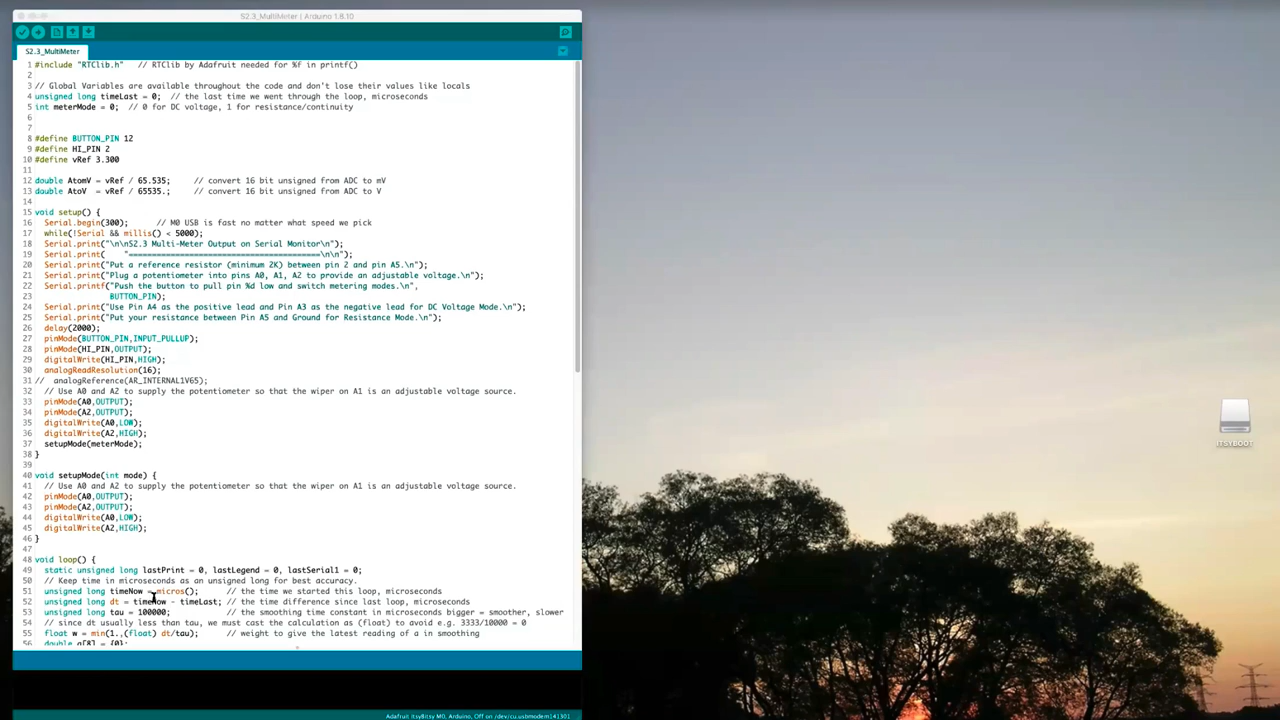 S2.3_MultiMeter | Arduino 1.8.10
S2.3_MultiMeter
1 #include "RTClib.h"   // RTClib by Adafruit needed for %f in printf()
2
3 // Global Variables are available throughout the code and don't lose their values like locals
4 unsigned long timeLast = 0;  // the last time we went through the loop, microseconds
5 int meterMode = 0;  // 0 for DC voltage, 1 for resistance/continuity
6
7
8 #define BUTTON_PIN 12
9 #define HI_PIN 2
10 #define vRef 3.300
11
12 double AtomV = vRef / 65.535;     // convert 16 bit unsigned from ADC to mV
13 double AtoV  = vRef / 65535.;     // convert 16 bit unsigned from ADC to V
14
15 void setup() {
16   Serial.begin(300);      // M0 USB is fast no matter what speed we pick
17   while(!Serial && millis() < 5000);
18   Serial.print("\n\nS2.3 Multi-Meter Output on Serial Monitor\n");
19   Serial.print(    "=========================================\n\n");
20   Serial.print("Put a reference resistor (minimum 2K) between pin 2 and pin A5.\n");
21   Serial.print("Plug a potentiometer into pins A0, A1, A2 to provide an adjustable voltage.\n");
22   Serial.printf("Push the button to pull pin %d low and switch metering modes.\n",
23                 BUTTON_PIN);
24   Serial.print("Use Pin A4 as the positive lead and Pin A3 as the negative lead for DC Voltage Mode.\n");
25   Serial.print("Put your resistance between Pin A5 and Ground for Resistance Mode.\n");
26   delay(2000);
27   pinMode(BUTTON_PIN,INPUT_PULLUP);
28   pinMode(HI_PIN,OUTPUT);
29   digitalWrite(HI_PIN,HIGH);
30   analogReadResolution(16);
31 //  analogReference(AR_INTERNAL1V65);
32   // Use A0 and A2 to supply the potentiometer so that the wiper on A1 is an adjustable voltage source.
33   pinMode(A0,OUTPUT);
34   pinMode(A2,OUTPUT);
35   digitalWrite(A0,LOW);
36   digitalWrite(A2,HIGH);
37   setupMode(meterMode);
38 }
39
40 void setupMode(int mode) {
41   // Use A0 and A2 to supply the potentiometer so that the wiper on A1 is an adjustable voltage source.
42   pinMode(A0,OUTPUT);
43   pinMode(A2,OUTPUT);
44   digitalWrite(A0,LOW);
45   digitalWrite(A2,HIGH);
46 }
47
48 void loop() {
49   static unsigned long lastPrint = 0, lastLegend = 0, lastSerial1 = 0;
50   // Keep time in microseconds as an unsigned long for best accuracy.
51   unsigned long timeNow = micros();      // the time we started this loop, microseconds
52   unsigned long dt = timeNow - timeLast; // the time difference since last loop, microseconds
53   unsigned long tau = 100000;            // the smoothing time constant in microseconds bigger = smoother, slower
54   // since dt usually less than tau, we must cast the calculation as (float) to avoid e.g. 3333/10000 = 0
55   float w = min(1.,(float) dt/tau);      // weight to give the latest reading of a in smoothing
56   double a[8] = {0};
Adafruit ItsyBitsy M0, Arduino, Off on /dev/cu.usbmodem141301
ITSYBOOT